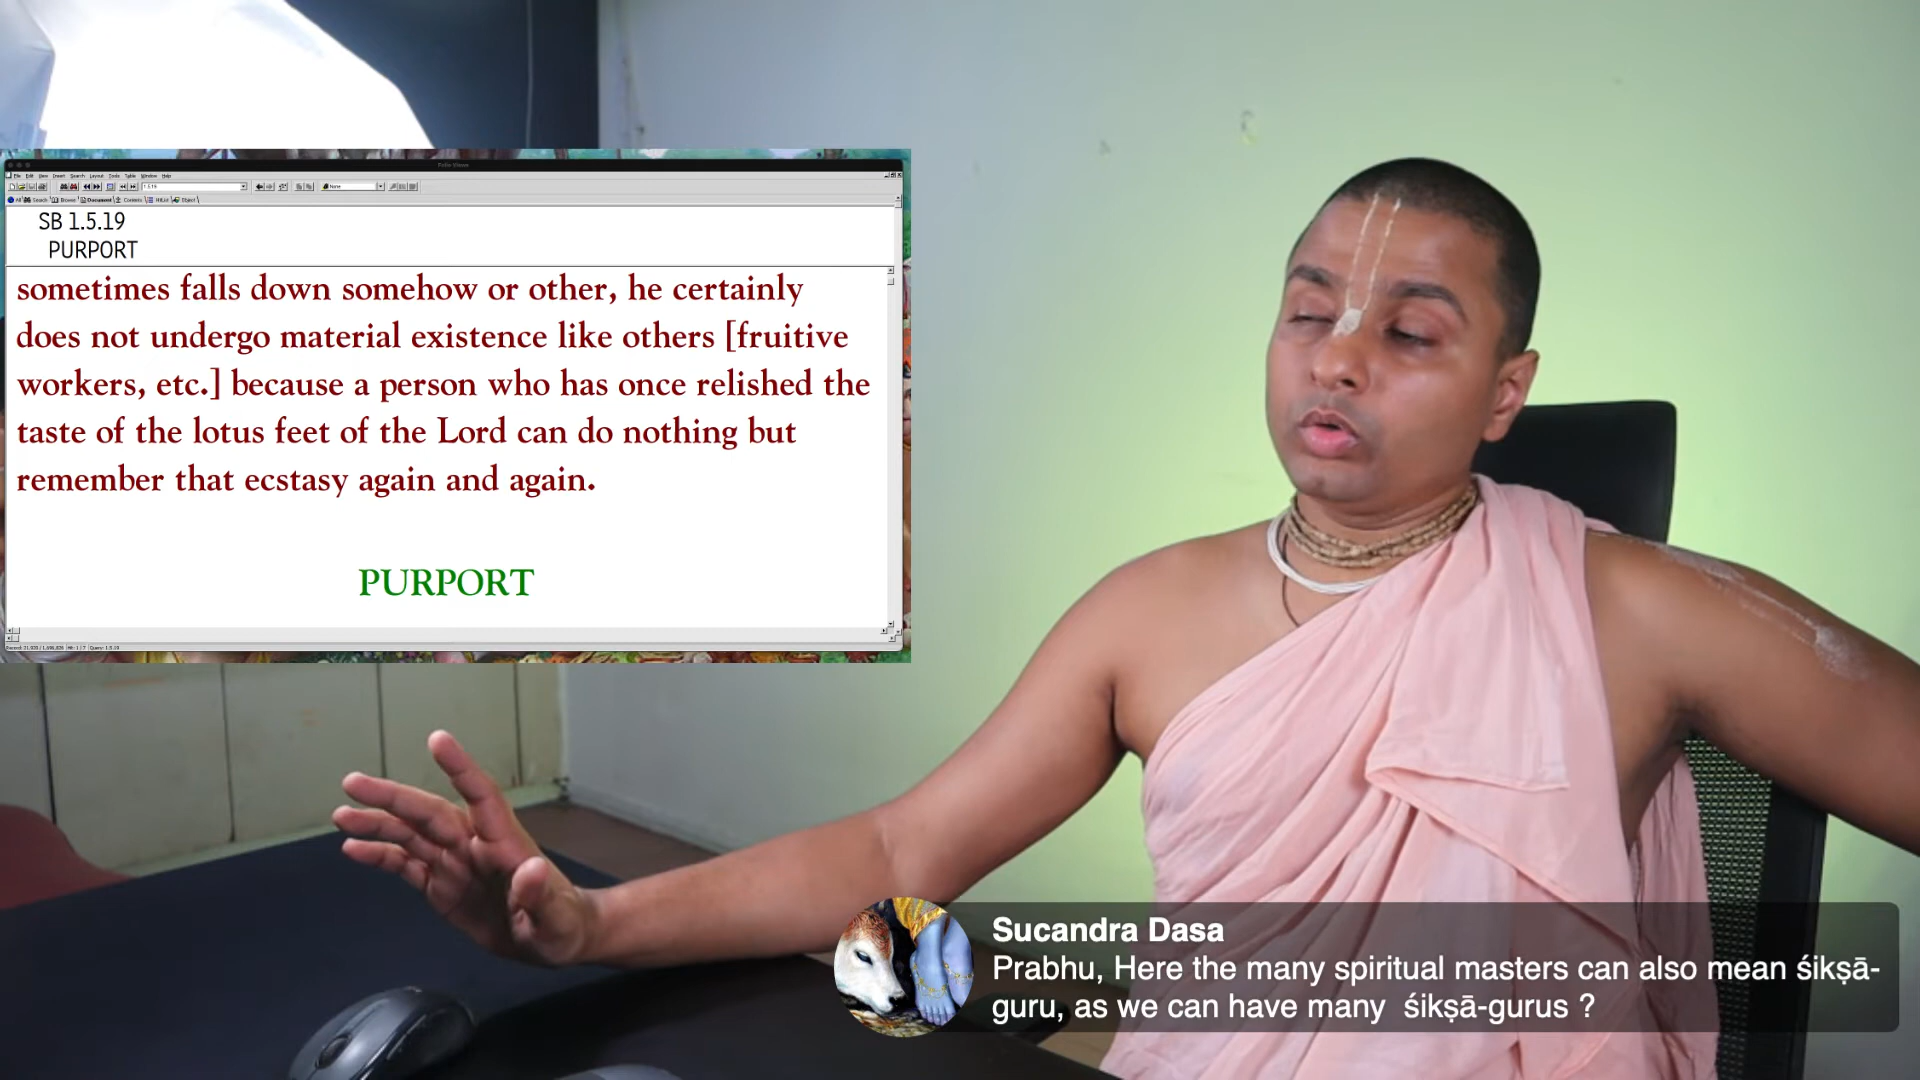 SB 1.5.19
PURPORT
sometimes falls down somehow or other, he certainly
does not undergo material existence like others [fruitive
workers, etc.] because a person who has once relished the
taste of the lotus feet of the Lord can do nothing but
remember that ecstasy again and again.
PURPORT
Sucandra Dasa
Prabhu, Here the many spiritual masters can also mean śikṣā-
guru, as we can have many śikṣā-gurus ?